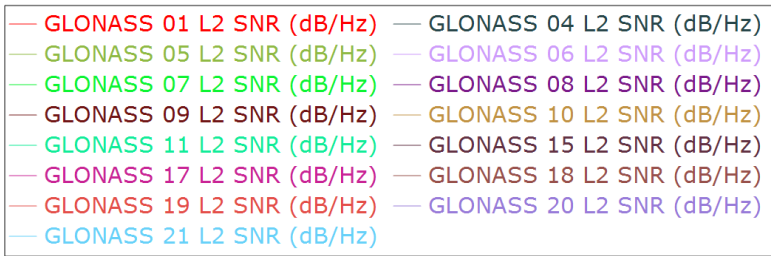 GLONASS 01 L2 SNR (dB/Hz) GLONASS 04 L2 SNR (dB/Hz)
GLONASS 05 L2 SNR (dB/Hz) GLONASS 06 L2 SNR (dB/Hz)
GLONASS 07 L2 SNR (dB/Hz) GLONASS 08 L2 SNR (dB/Hz)
GLONASS 09 L2 SNR (dB/Hz) GLONASS 10 L2 SNR (dB/Hz)
GLONASS 11 L2 SNR (dB/Hz) GLONASS 15 L2 SNR (dB/Hz)
GLONASS 17 L2 SNR (dB/Hz) GLONASS 18 L2 SNR (dB/Hz)
GLONASS 19 L2 SNR (dB/Hz) GLONASS 20 L2 SNR (dB/Hz)
GLONASS 21 L2 SNR (dB/Hz)